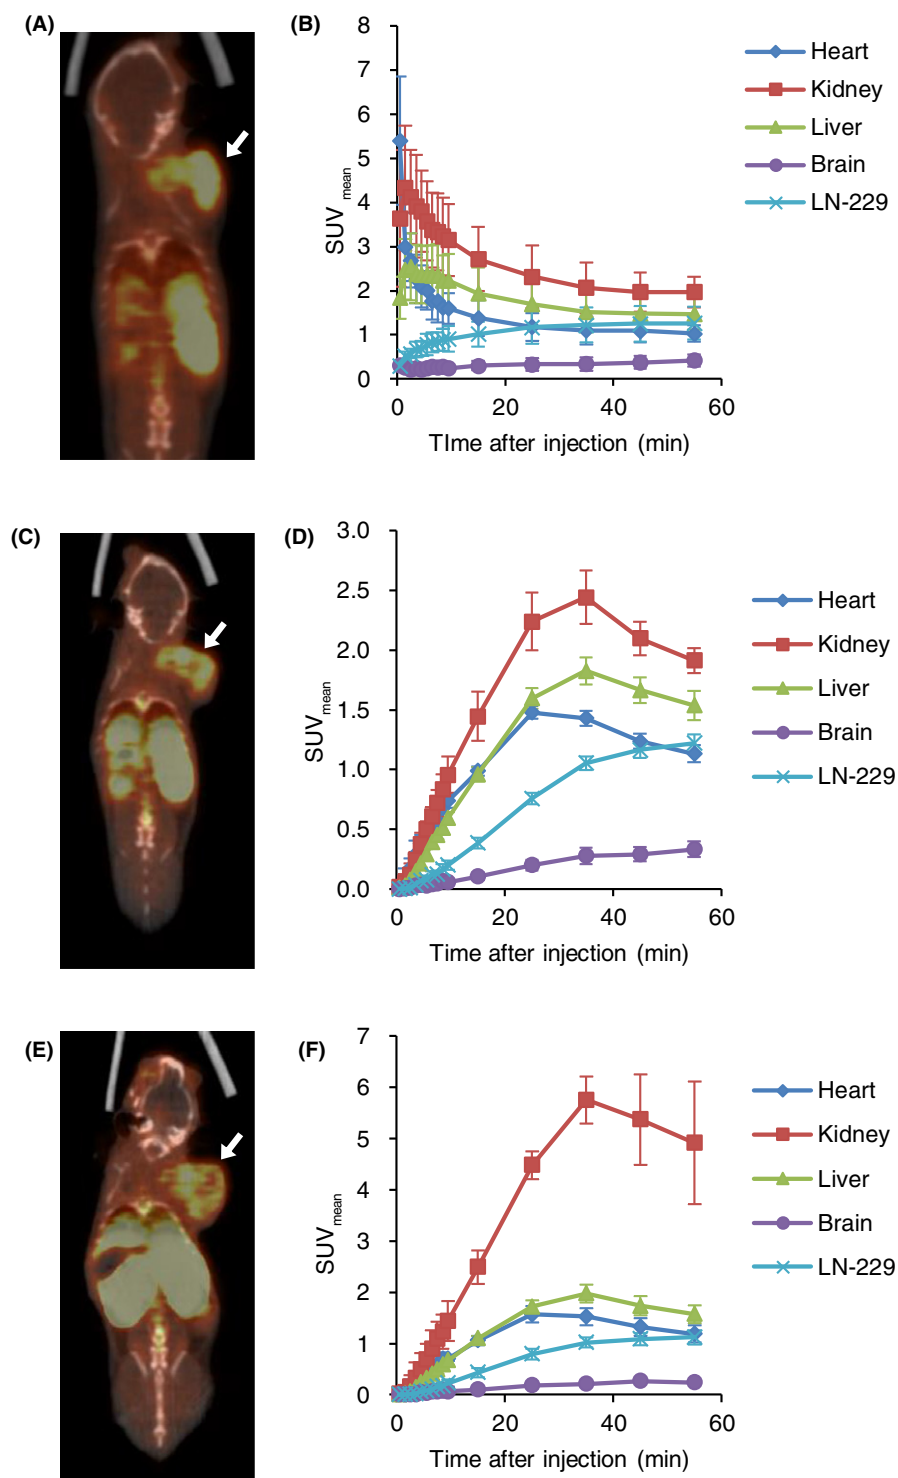 (A)
(B)
8
7
6
5
4
3
2
1
0
0 20 40 60
SUVmean
TIme after injection (min)
Heart
Kidney
Liver
Brain
LN-229
(C)
(D)
3.0
2.5
2.0
1.5
1.0
0.5
0.0
0 20 40 60
SUVmean
Time after injection (min)
Heart
Kidney
Liver
Brain
LN-229
(E)
(F)
7
6
5
4
3
2
1
0
0 20 40 60
SUVmean
Time after injection (min)
Heart
Kidney
Liver
Brain
LN-229